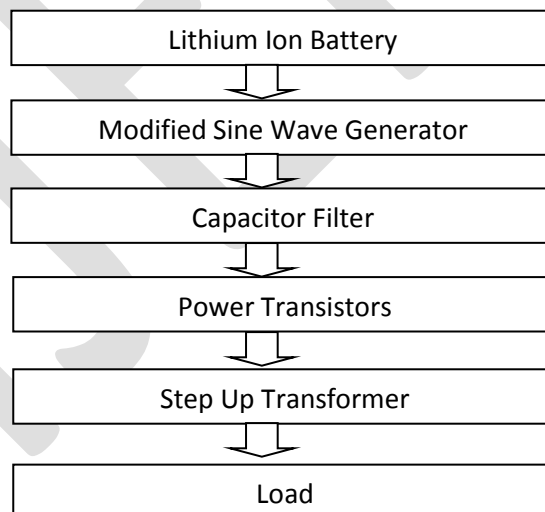 Lithium Ion Battery
Modified Sine Wave Generator
Capacitor Filter
Power Transistors
Step Up Transformer
Load